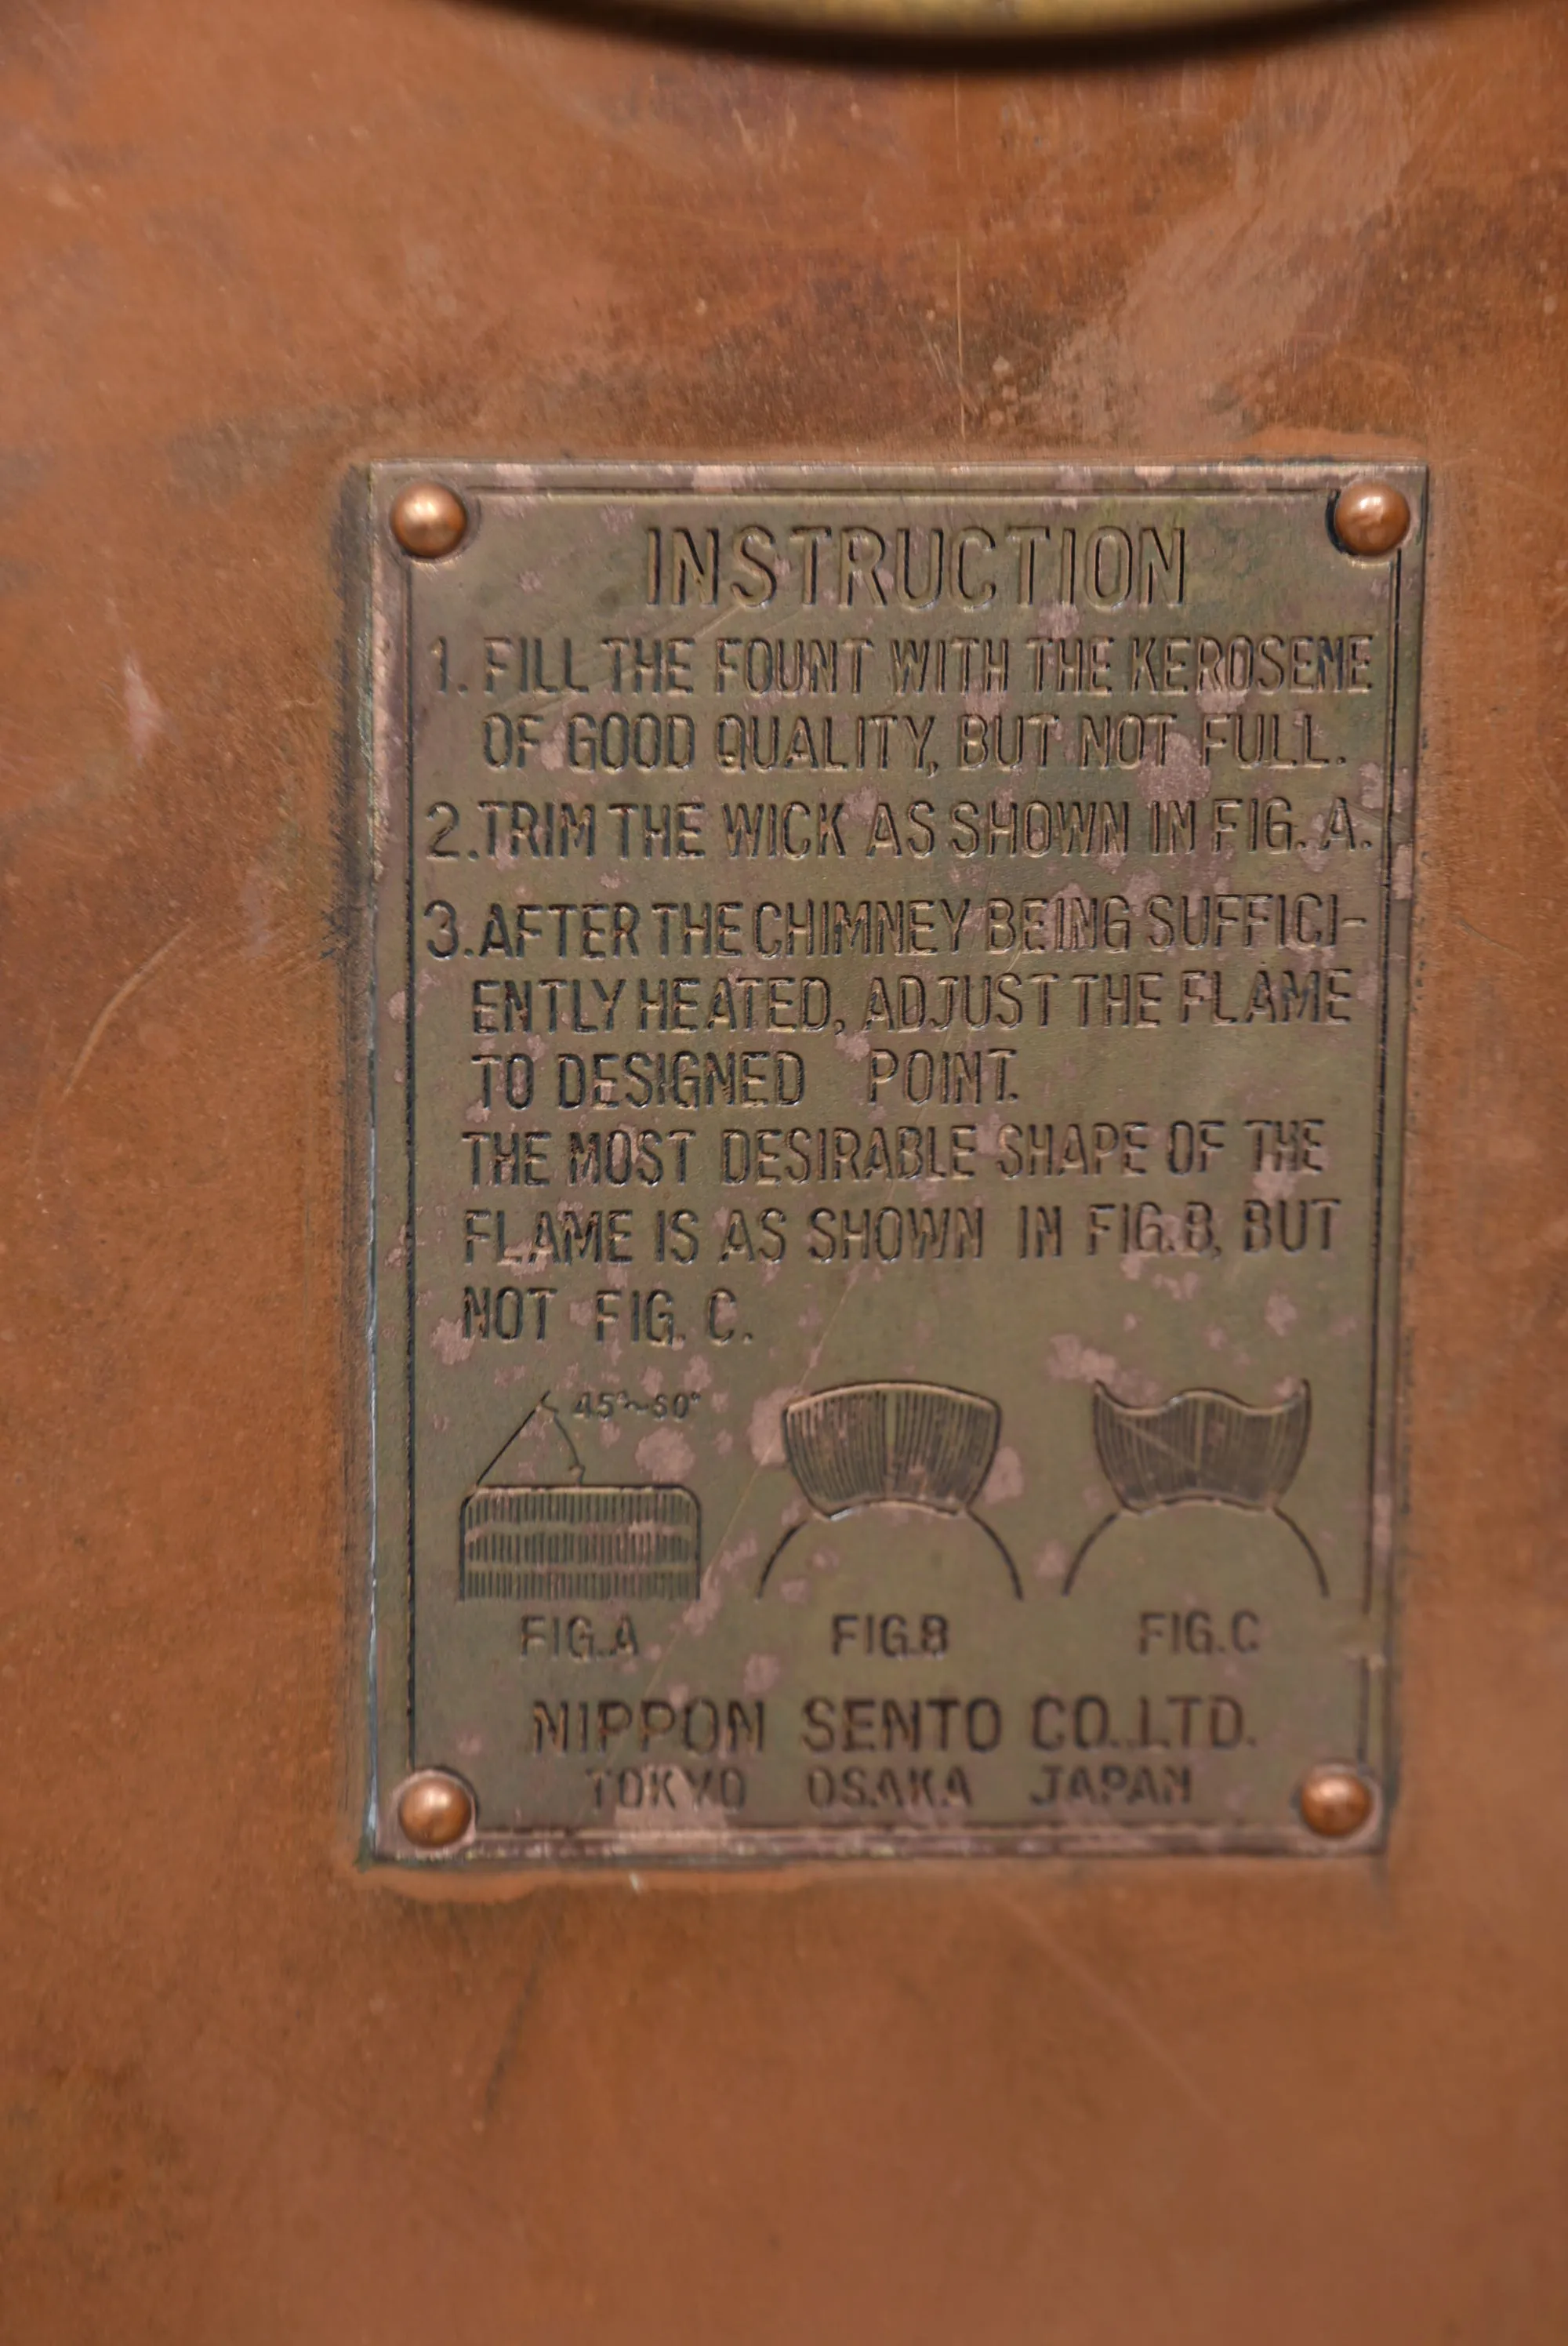 INSTRUCTION
1. FILL THE FOUNT WITH THE KEROSENE
OF GOOD QUALITY, BUT NOT FULL.
2. TRIM THE WICK AS SHOWN IN FIG. A.
3. AFTER THE CHIMNEY BEING SUFFICI-
ENTLY HEATED, ADJUST THE FLAME
TO DESIGNED POINT.
THE MOST DESIRABLE SHAPE OF THE
FLAME IS AS SHOWN IN FIG. B, BUT
NOT FIG. C.
45°~60°
FIG. A FIG. B FIG. C
NIPPON SENTO CO., LTD.
TOKYO OSAKA JAPAN